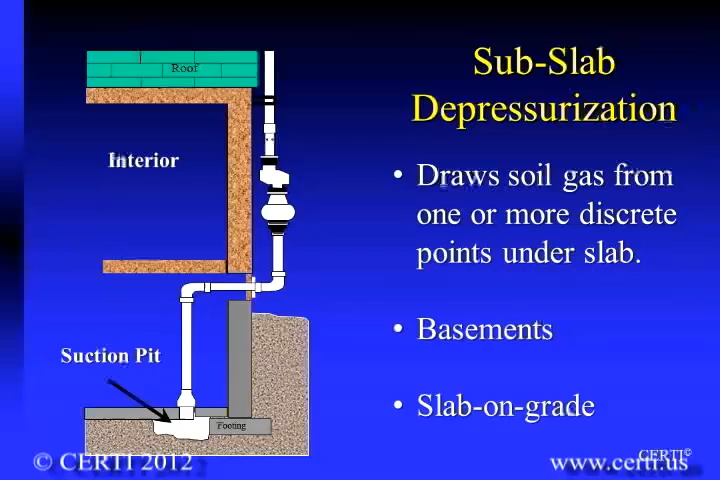 Sub-Slab
Depressurization
Roof
Interior
• Draws soil gas from
one or more discrete
points under slab.
• Basements
Suction Pit
• Slab-on-grade
Footing
CERTI©
© CERTI 2012
www.certi.us